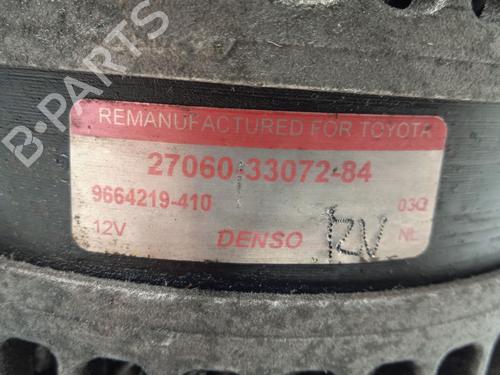 B-PARTS
REMANUFACTURED FOR TOYOTA
27060-33072-84
9664219-410 03Q
12V DENSO 12V NL